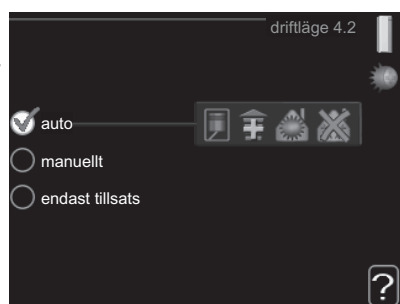 driftläge 4.2
auto
manuellt
endast tillsats
?